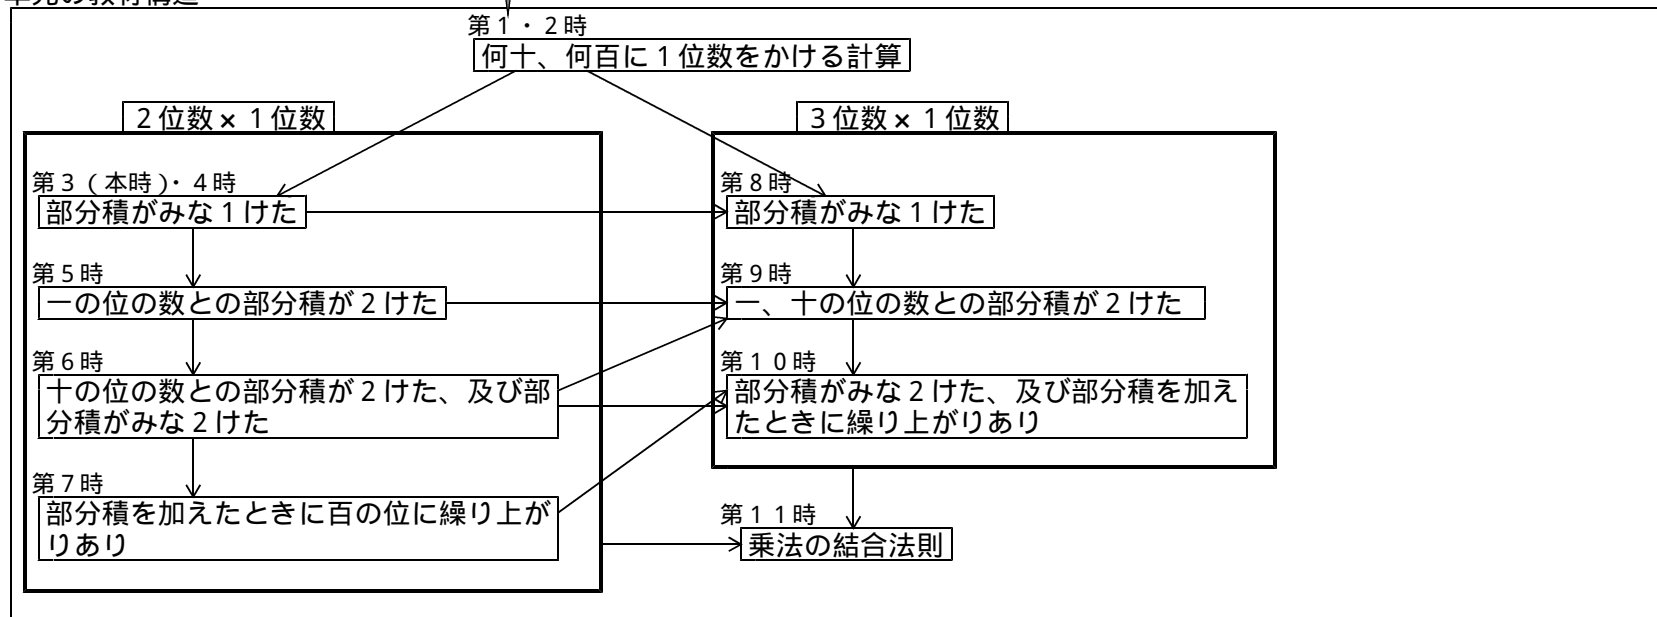 第１・２時
何十、何百に１位数をかける計算
２位数×１位数
第３（本時）・４時
部分積がみな１けた
第５時
一の位の数との部分積が２けた
第６時
十の位の数との部分積が２けた、及び部
分積がみな２けた
第７時
部分積を加えたときに百の位に繰り上が
りあり
３位数×１位数
第８時
部分積がみな１けた
第９時
一、十の位の数との部分積が２けた
第１０時
部分積がみな２けた、及び部分積を加え
たときに繰り上がりあり
第１１時
乗法の結合法則